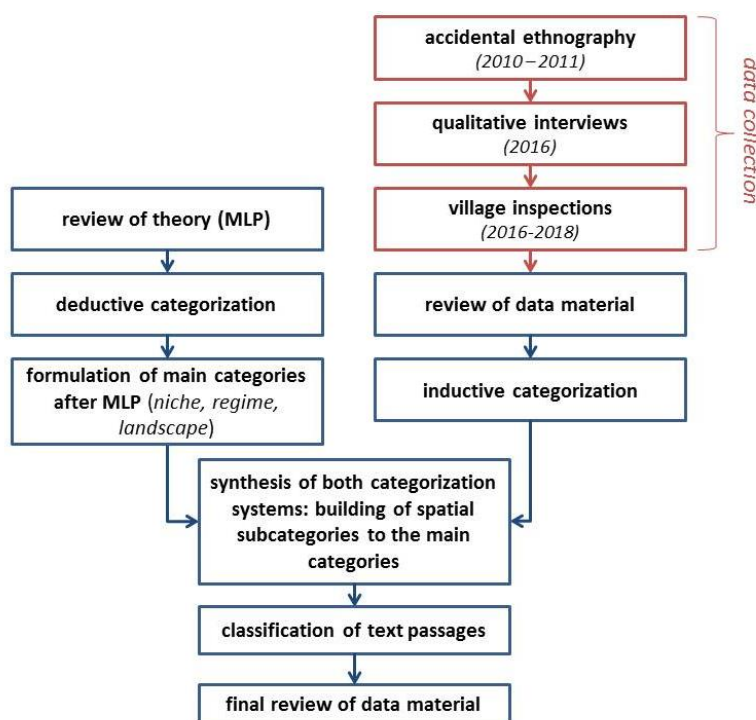 accidental ethnography
(2010–2011)
data collection
qualitative interviews
(2016)
village inspections
(2016-2018)
review of theory (MLP)
deductive categorization
formulation of main categories
after MLP (niche, regime,
landscape)
review of data material
inductive categorization
synthesis of both categorization
systems: building of spatial
subcategories to the main
categories
classification of text passages
final review of data material